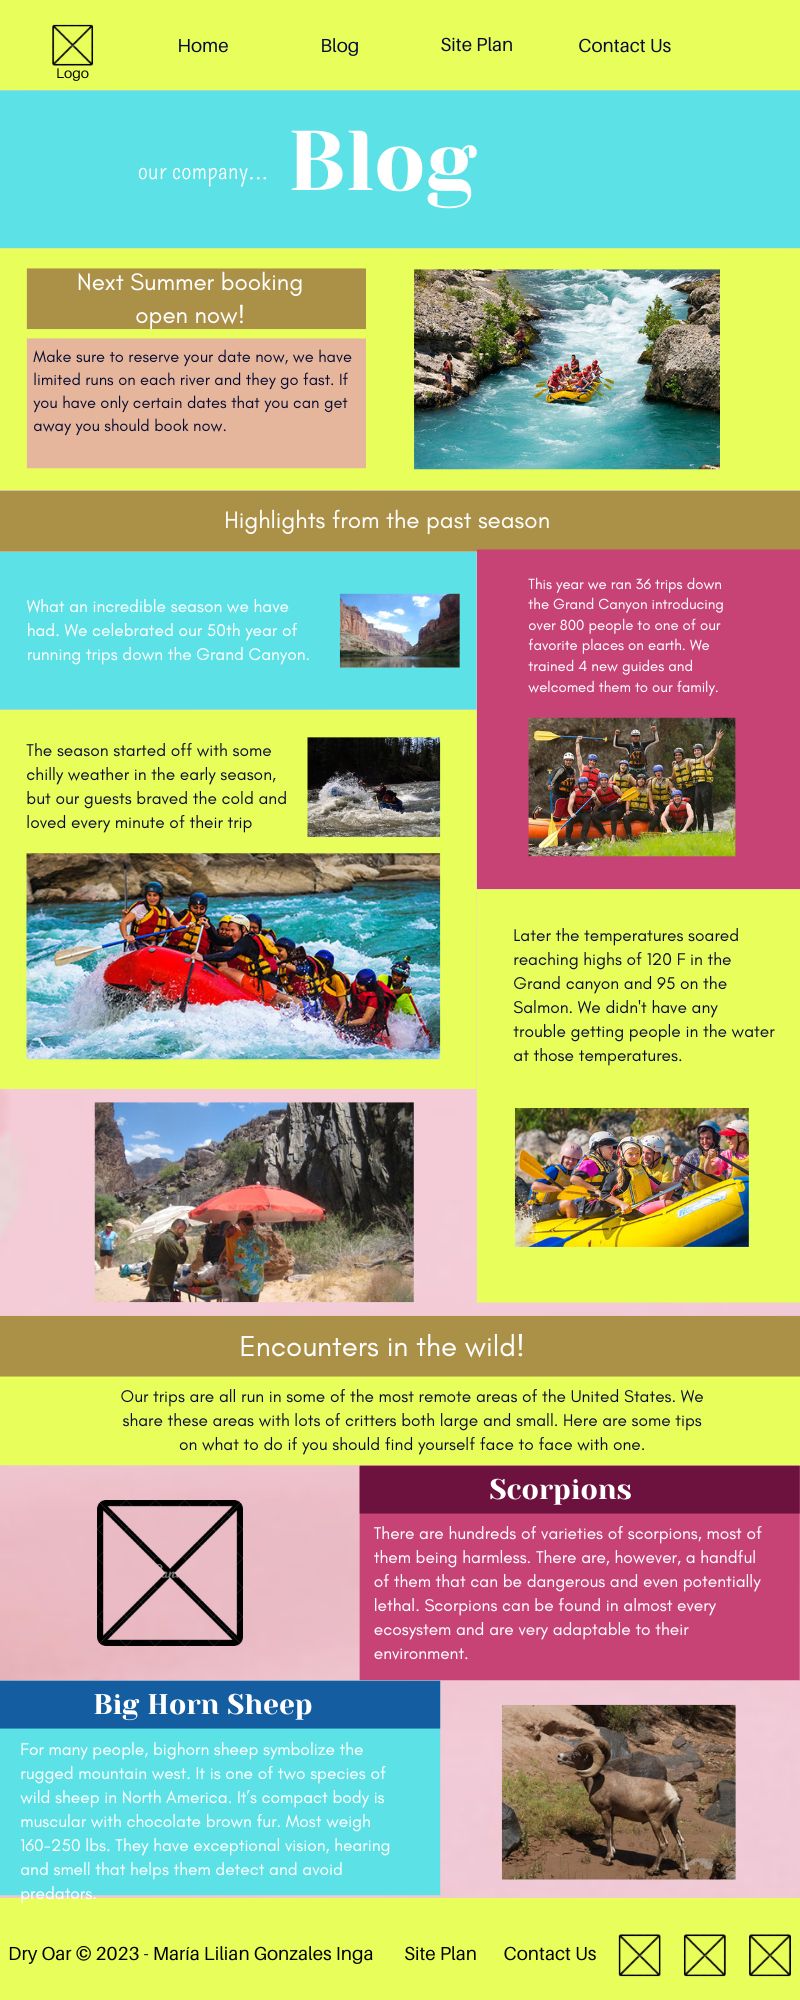 Logo
Home
Blog
Site Plan
Contact Us
our company...
Blog
Next Summer booking
open now!
Make sure to reserve your date now, we have
limited runs on each river and they go fast. If
you have only certain dates that you can get
away you should book now.
Highlights from the past season
What an incredible season we have
had. We celebrated our 50th year of
running trips down the Grand Canyon.
This year we ran 36 trips down
the Grand Canyon introducing
over 800 people to one of our
favorite places on earth. We
trained 4 new guides and
welcomed them to our family.
The season started off with some
chilly weather in the early season,
but our guests braved the cold and
loved every minute of their trip
Later the temperatures soared
reaching highs of 120 F in the
Grand canyon and 95 on the
Salmon. We didn't have any
trouble getting people in the water
at those temperatures.
Encounters in the wild!
Our trips are all run in some of the most remote areas of the United States. We
share these areas with lots of critters both large and small. Here are some tips
on what to do if you should find yourself face to face with one.
Scorpions
There are hundreds of varieties of scorpions, most of
them being harmless. There are, however, a handful
of them that can be dangerous and even potentially
lethal. Scorpions can be found in almost every
ecosystem and are very adaptable to their
environment.
Big Horn Sheep
For many people, bighorn sheep symbolize the
rugged mountain west. It is one of two species of
wild sheep in North America. It's compact body is
muscular with chocolate brown fur. Most weigh
160-250 lbs. They have exceptional vision, hearing
and smell that helps them detect and avoid
predators.
Dry Oar © 2023 - María Lilian Gonzales Inga
Site Plan
Contact Us